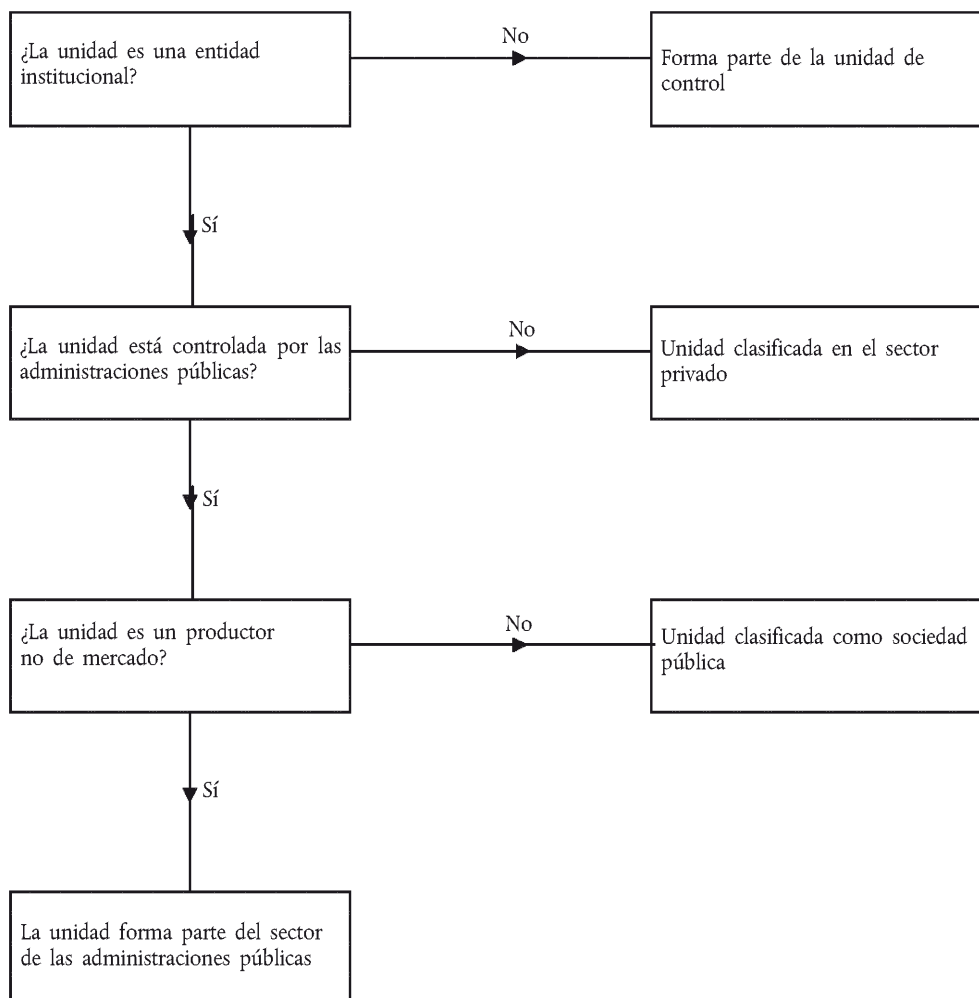 ¿La unidad es una entidad
institucional?
No
Forma parte de la unidad de
control
Sí
¿La unidad está controlada por las
administraciones públicas?
No
Unidad clasificada en el sector
privado
Sí
¿La unidad es un productor
no de mercado?
No
Unidad clasificada como sociedad
pública
Sí
La unidad forma parte del sector
de las administraciones públicas